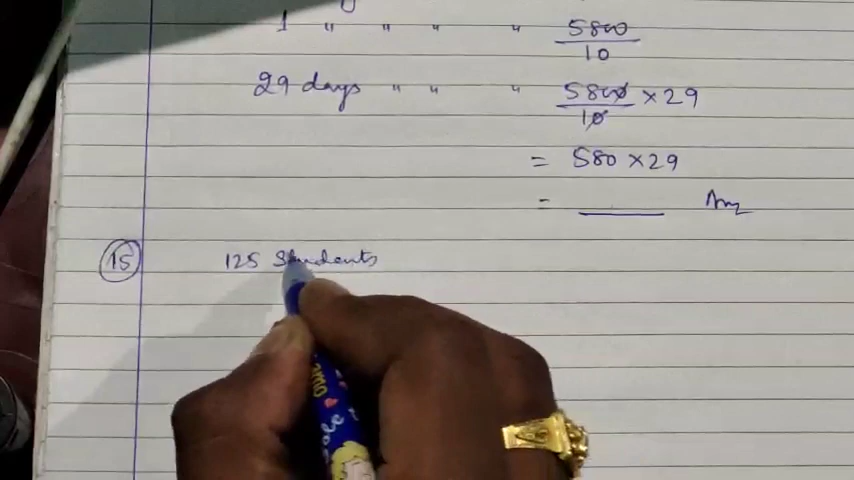 1 " " " " 5800/10
29 days " " " 5800/10 × 29
= 580 × 29
= ______ Ans
15 125 Students